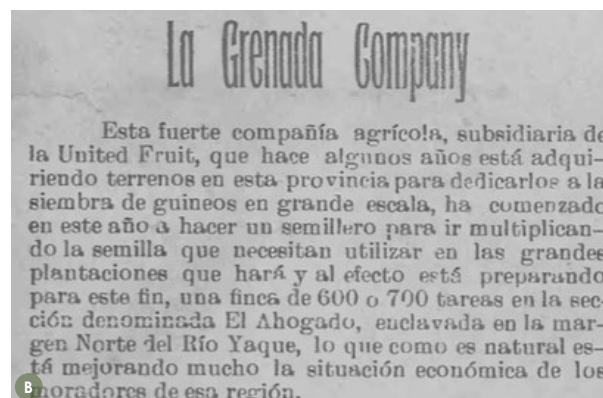 La Grenada Company
Esta fuerte compañía agrícola, subsidiaria de
la United Fruit, que hace algunos años está adqui-
riendo terrenos en esta provincia para dedicarlos a la
siembra de guineos en grande escala, ha comenzado
en este año a hacer un semillero para ir multiplican-
do la semilla que necesitan utilizar en las grandes
plantaciones que hará y al efecto está preparando
para este fin, una finca de 600 o 700 tareas en la sec-
ción denominada El Ahogado, enclavada en la mar-
gen Norte del Río Yaque, lo que como es natural es-
tá mejorando mucho la situación económica de los
moradores de esa región.
B